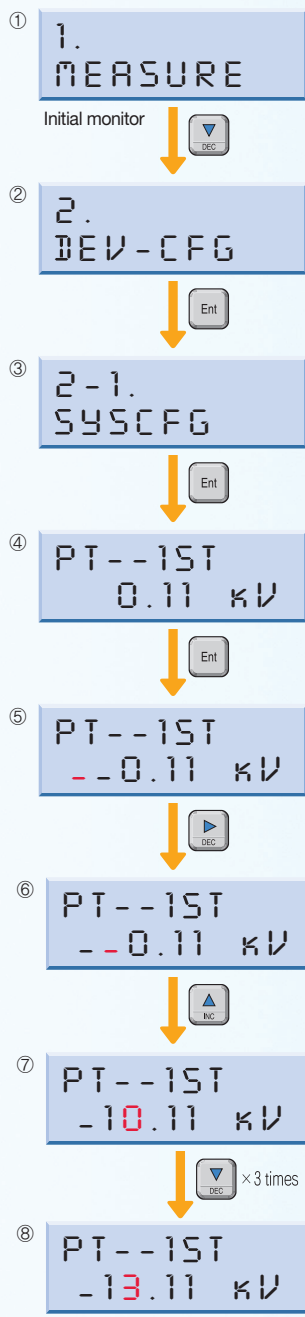 ①
1.
MEASURE
Initial monitor
DEC
②
2.
DEV-CFG
Ent
③
2-1.
SYSCFG
Ent
④
PT--1ST
0.11 kV
Ent
⑤
PT--1ST
_ _0.11 kV
DEC
⑥
PT--1ST
_ _0.11 kV
INC
⑦
PT--1ST
_10.11 kV
DEC ×3 times
⑧
PT--1ST
_13.11 kV